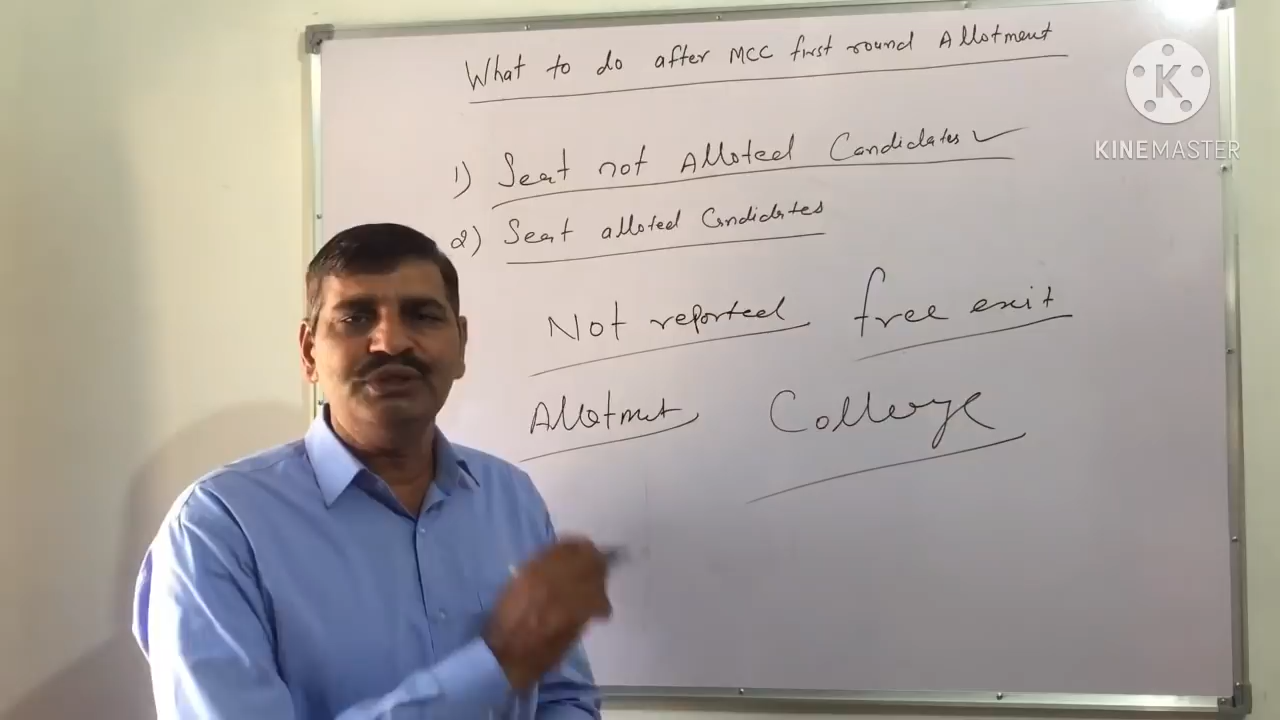 What to do after MCC first round Allotment
1) Seat not Alloted Candidates ✓
2) Seat alloted Candidates
Not reported free exit
Allotment College
K
KINEMASTER